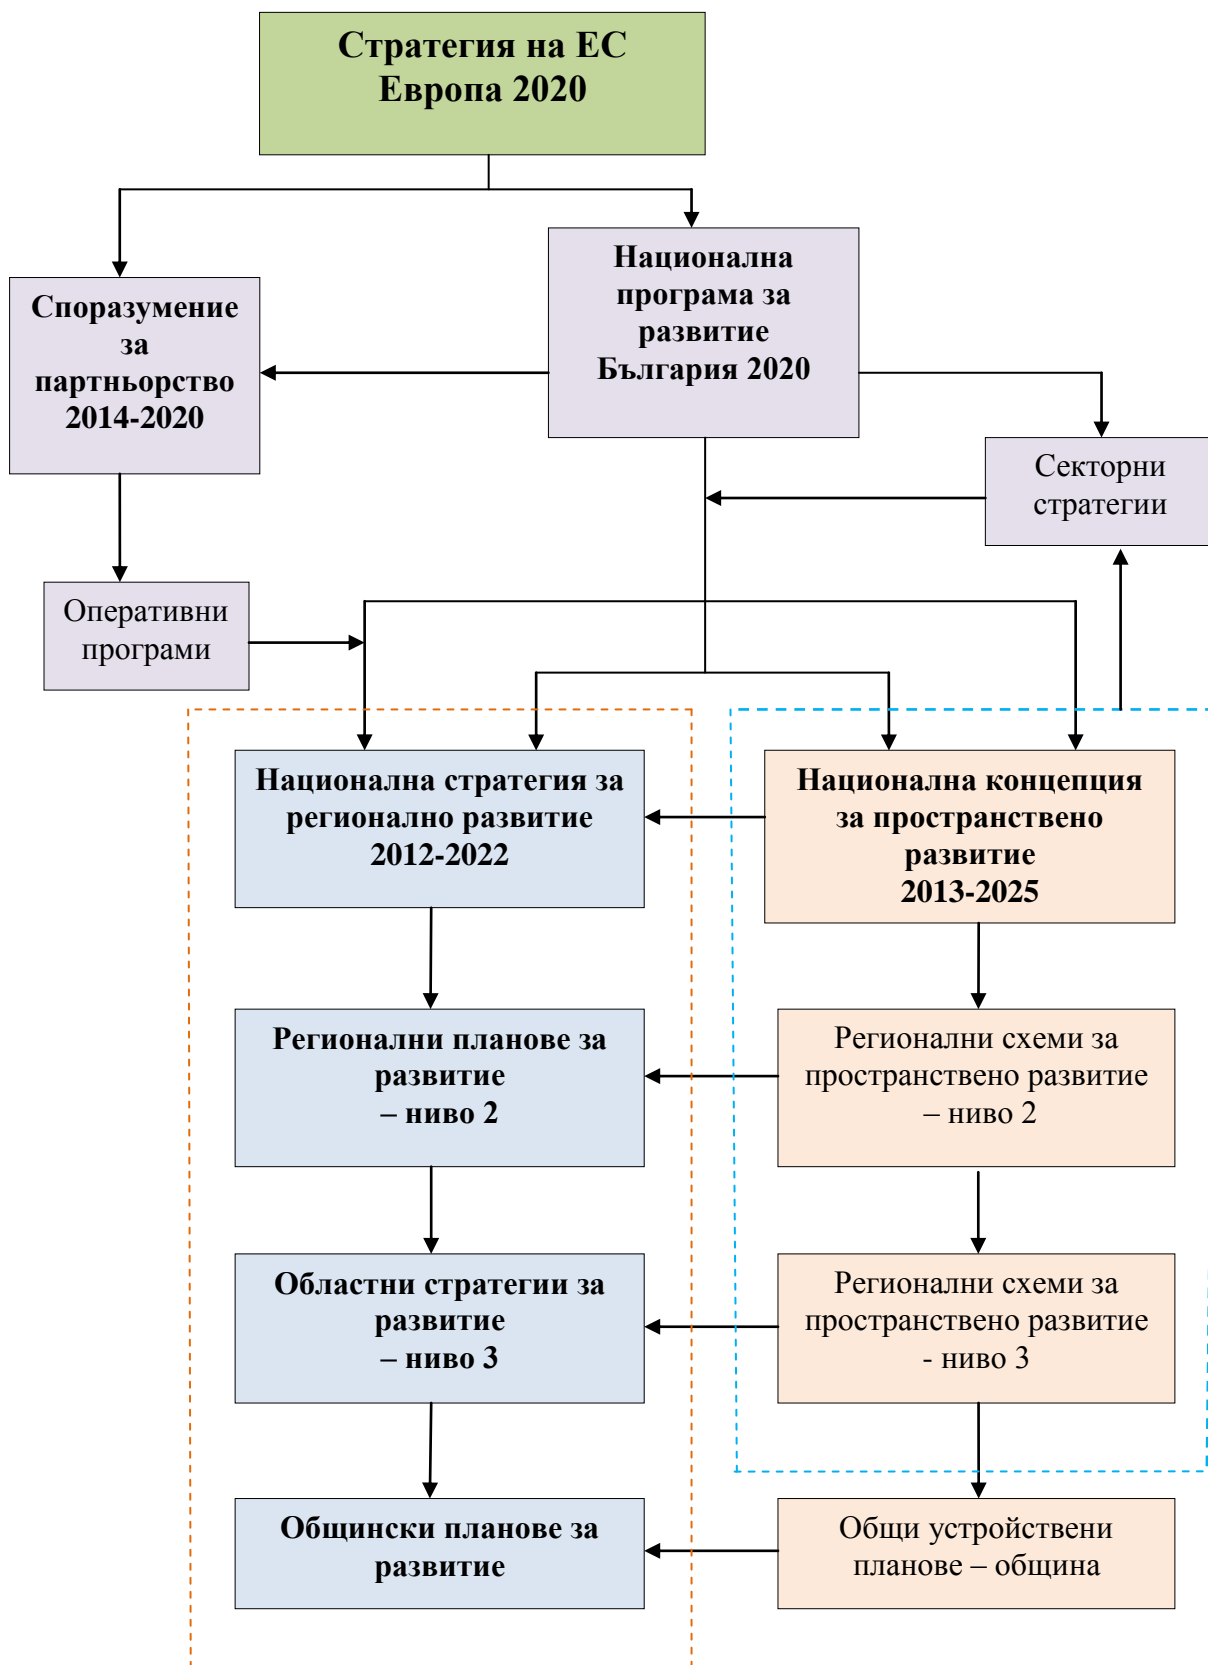 Стратегия на ЕС
Европа 2020
Национална
програма за
развитие
България 2020
Споразумение
за
партньорство
2014-2020
Секторни
стратегии
Оперативни
програми
Национална стратегия за
регионално развитие
2012-2022
Национална концепция
за пространствено
развитие
2013-2025
Регионални планове за
развитие
– ниво 2
Регионални схеми за
пространствено развитие
– ниво 2
Областни стратегии за
развитие
– ниво 3
Регионални схеми за
пространствено развитие
- ниво 3
Общински планове за
развитие
Общи устройствени
планове – община